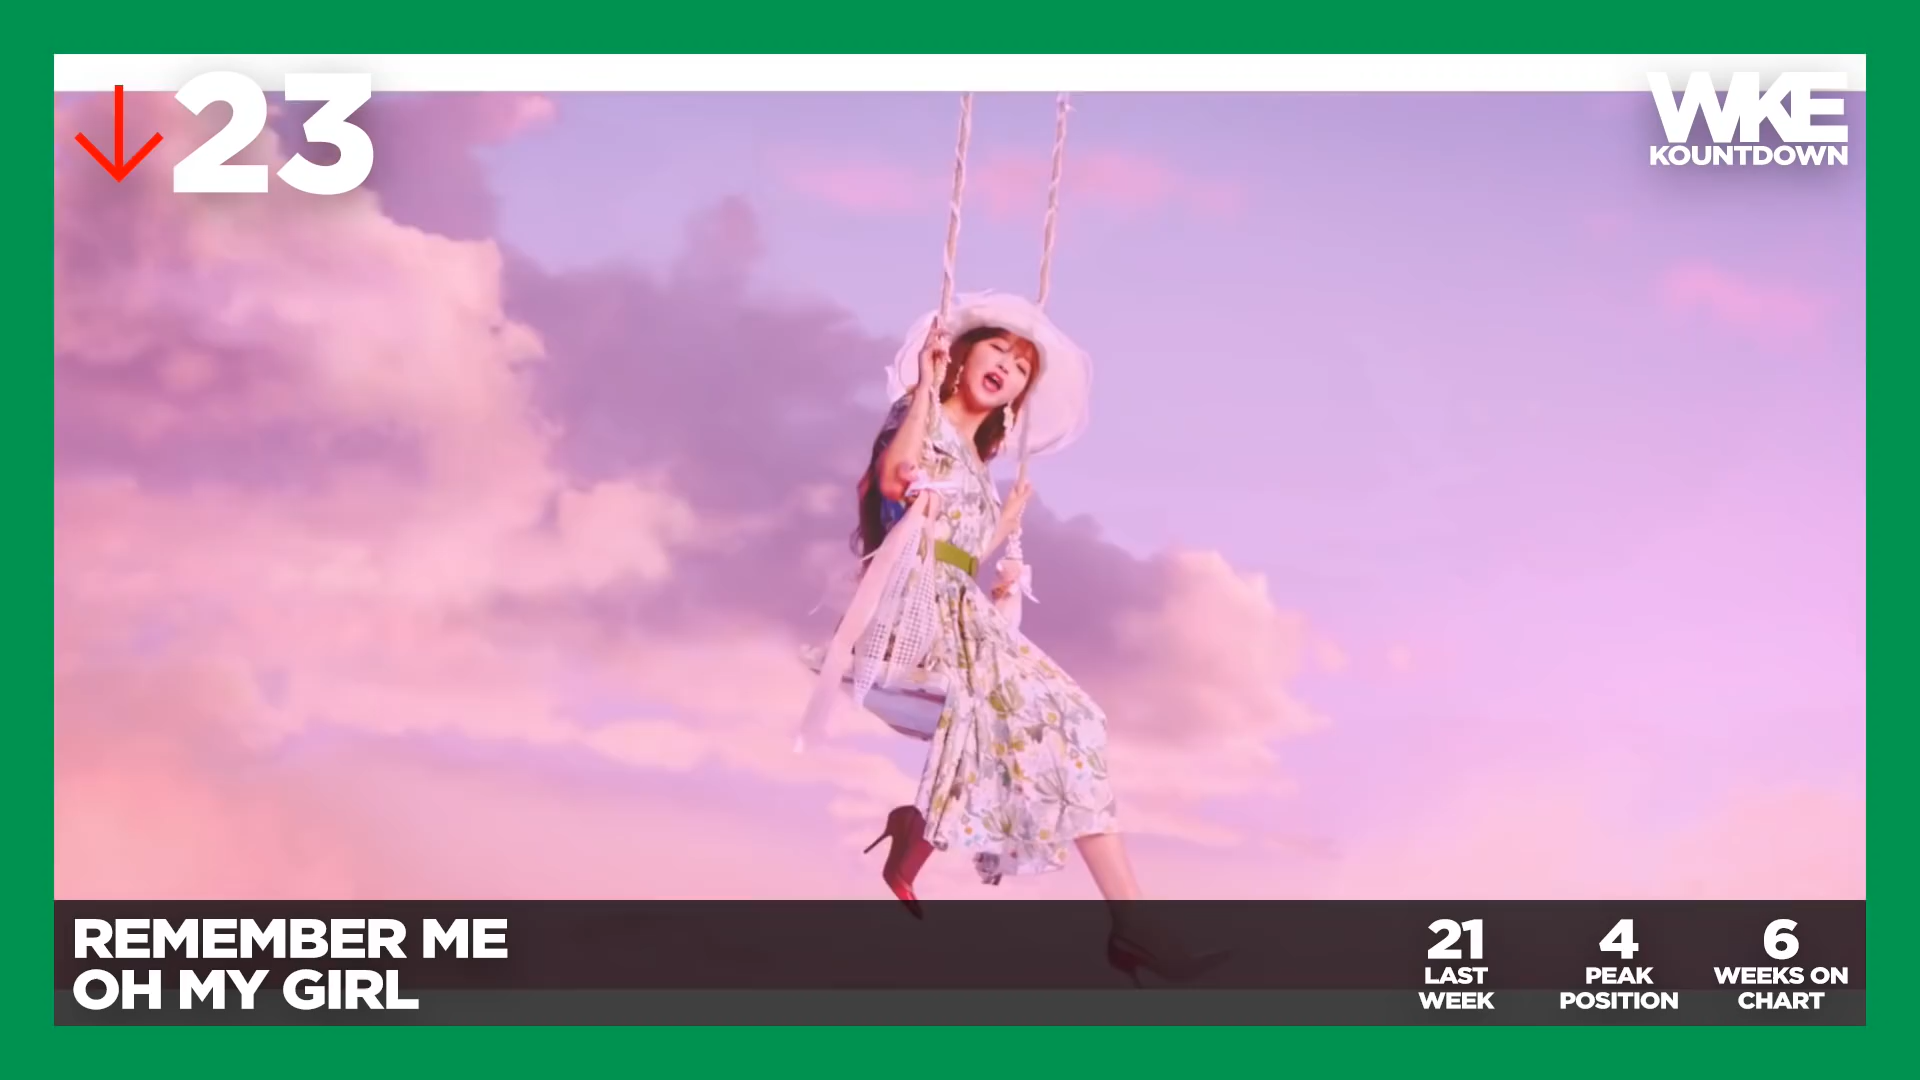 23
WKE
KOUNTDOWN
REMEMBER ME
OH MY GIRL
21
LAST
WEEK
4
PEAK
POSITION
6
WEEKS ON
CHART